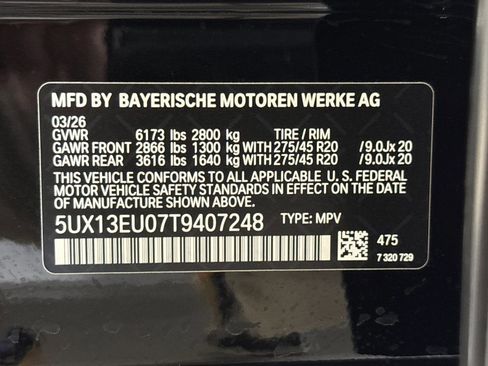 MFD BY BAYERISCHE MOTOREN WERKE AG
03/26
GVWR 6173 lbs 2800 kg TIRE / RIM
GAWR FRONT 2866 lbs 1300 kg WITH 275/45 R20 /9.0Jx 20
GAWR REAR 3616 lbs 1640 kg WITH 275/45 R20 /9.0Jx 20
THIS VEHICLE CONFORMS TO ALL APPLICABLE U. S. FEDERAL
MOTOR VEHICLE SAFETY STANDARDS IN EFFECT ON THE DATE
OF MANUFACTURE SHOWN ABOVE.
5UX13EU07T9407248 TYPE: MPV
475
7 320 729